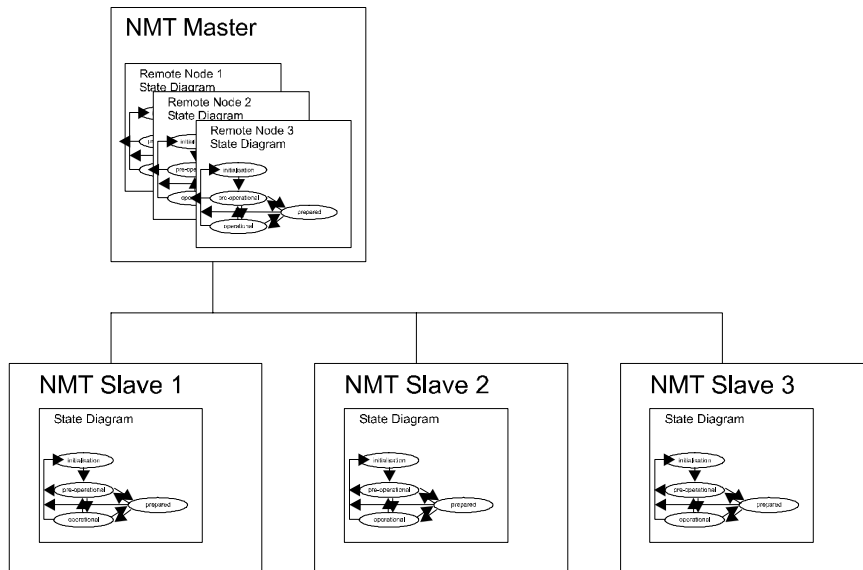 NMT Master
Remote Node 1
State Diagram
Remote Node 2
State Diagram
Remote Node 3
State Diagram
initialisation
pre-operational
prepared
operational
NMT Slave 1
State Diagram
initialisation
pre-operational
prepared
operational
NMT Slave 2
State Diagram
initialisation
pre-operational
prepared
operational
NMT Slave 3
State Diagram
initialisation
pre-operational
prepared
operational